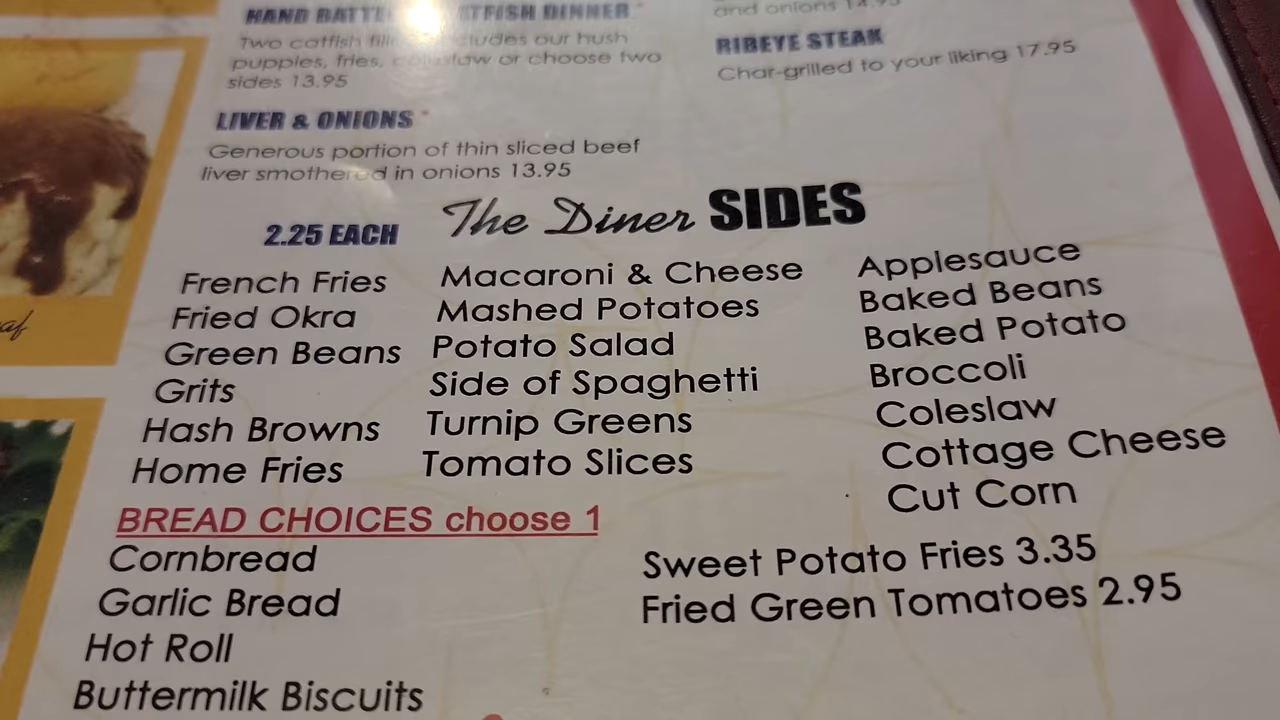 HAND BATTE ATFISH DINNER *
Two catfish includes our hush
puppies, fries, coleslaw or choose two
sides 13.95
LIVER & ONIONS *
Generous portion of thin sliced beef
liver smothered in onions 13.95
and onions 14.95
RIBEYE STEAK
Char-grilled to your liking 17.95
The Diner SIDES
2.25 EACH
French Fries
Fried Okra
Green Beans
Grits
Hash Browns
Home Fries
Macaroni & Cheese
Mashed Potatoes
Potato Salad
Side of Spaghetti
Turnip Greens
Tomato Slices
Applesauce
Baked Beans
Baked Potato
Broccoli
Coleslaw
Cottage Cheese
Cut Corn
BREAD CHOICES choose 1
Cornbread
Garlic Bread
Hot Roll
Buttermilk Biscuits
Sweet Potato Fries 3.35
Fried Green Tomatoes 2.95